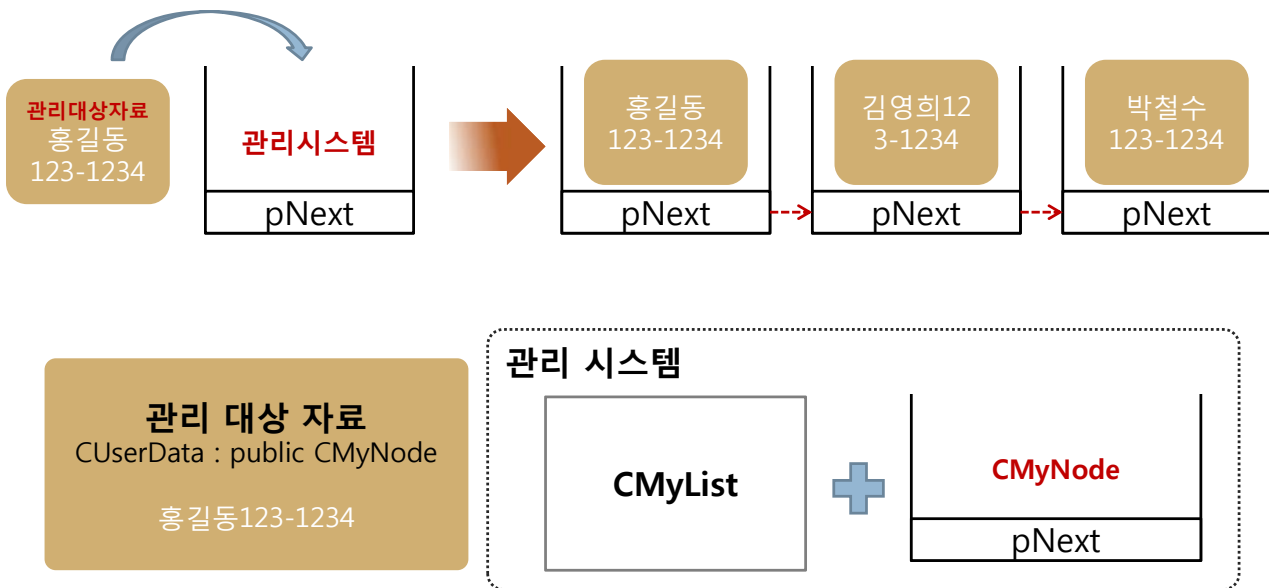 관리대상자료
홍길동
123-1234
관리시스템
pNext
홍길동
123-1234
pNext
김영희12
3-1234
pNext
박철수
123-1234
pNext
관리 대상 자료
CUserData : public CMyNode
홍길동123-1234
관리 시스템
CMyList
CMyNode
pNext